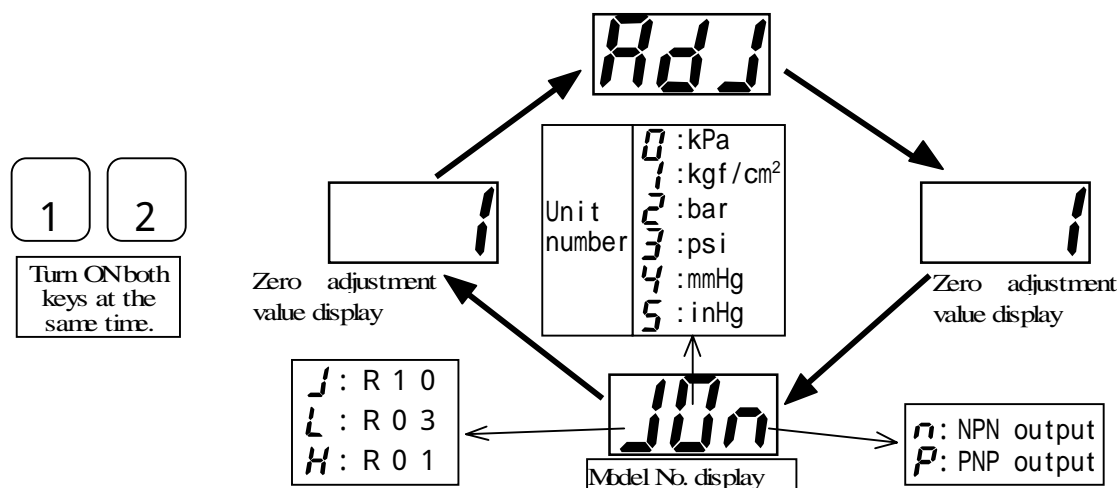 AdJ
0 :kPa
1 :kgf/cm²
2 :bar
3 :psi
4 :mmHg
5 :inHg
Unit
number
1 2
Turn ON both
keys at the
same time.
1
Zero adjustment
value display
1
Zero adjustment
value display
J: R10
L: R03
H: R01
J0n
Model No. display
n: NPN output
P: PNP output